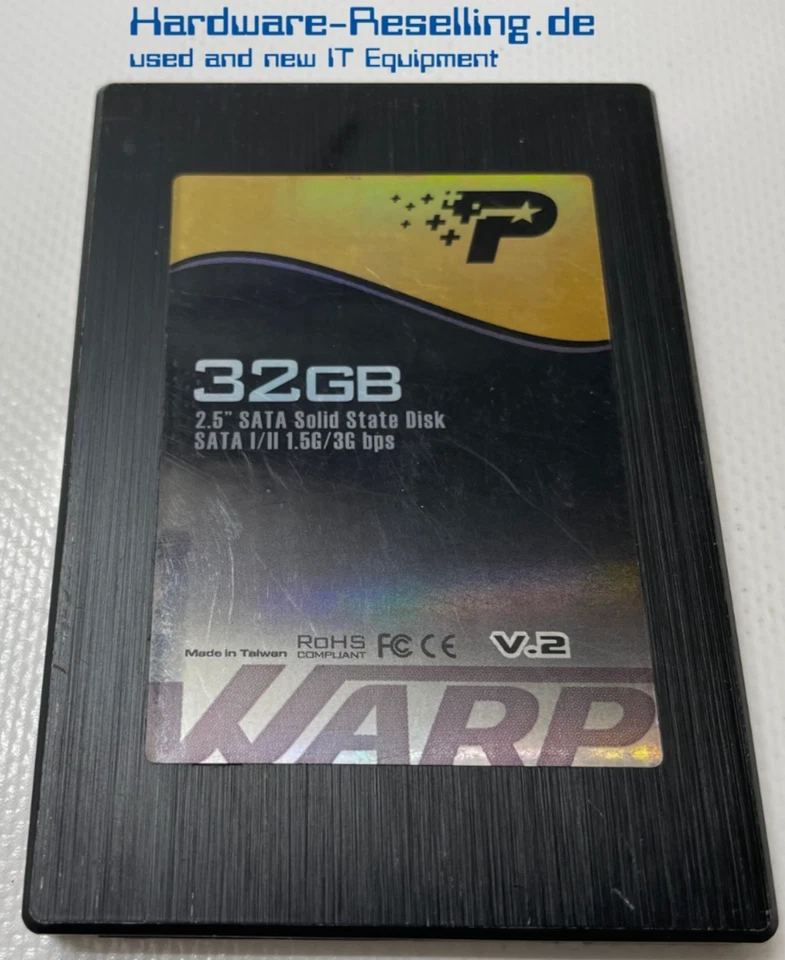 Hardware-Reselling.de
used and new IT Equipment
P
32GB
2.5" SATA Solid State Disk
SATA I/II 1.5G/3G bps
Made in Taiwan RoHS COMPLIANT FC CE V.2
WARP